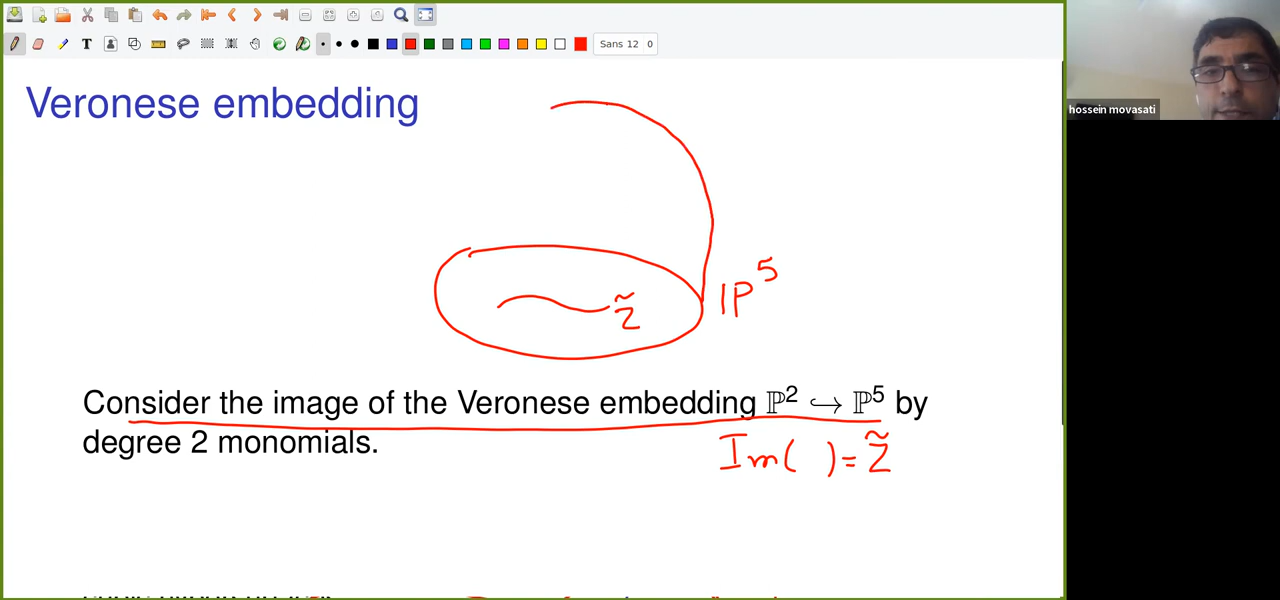 Sans 12 0
hossein movasati
Veronese embedding
Z̃
ℙ⁵
Consider the image of the Veronese embedding ℙ² ↪ ℙ⁵ by
degree 2 monomials.
Im( ) = Z̃